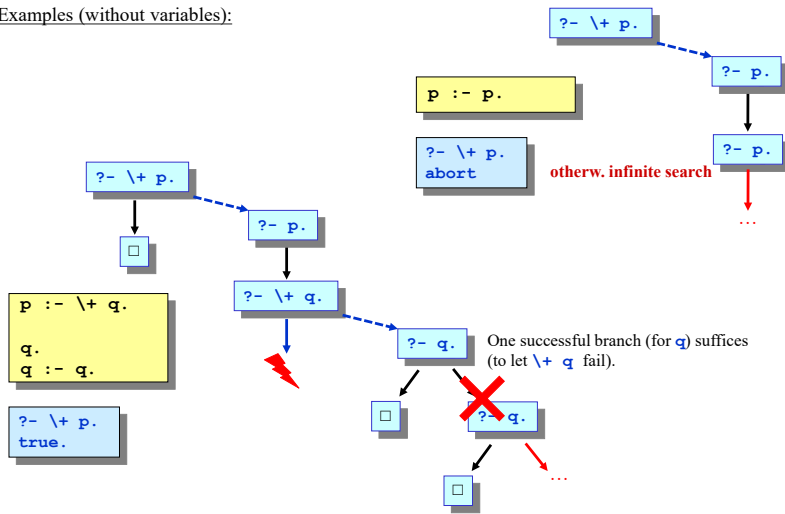 Examples (without variables):
?- \+ p.
?- p.
p :- p.
?- \+ p.
abort
otherw. infinite search
?- p.
...
?- \+ p.
□
?- p.
?- \+ q.
p :- \+ q.
q.
q :- q.
?- \+ p.
true.
?- q.
One successful branch (for q) suffices
(to let \+ q fail).
□
?- q.
□
...